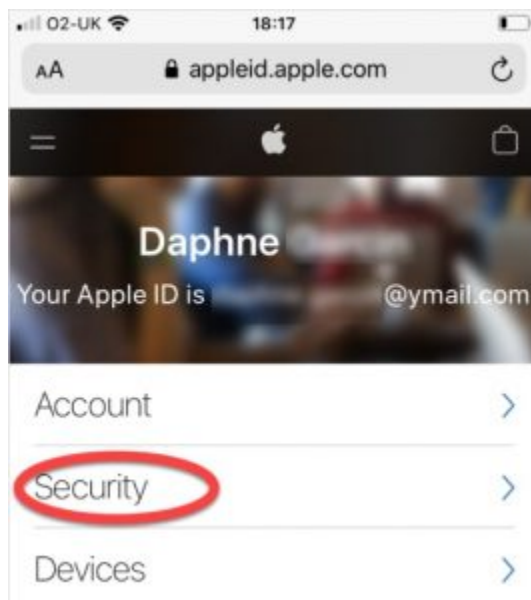 O2-UK 18:17
AA appleid.apple.com
Daphne
Your Apple ID is @ymail.com
Account
Security
Devices